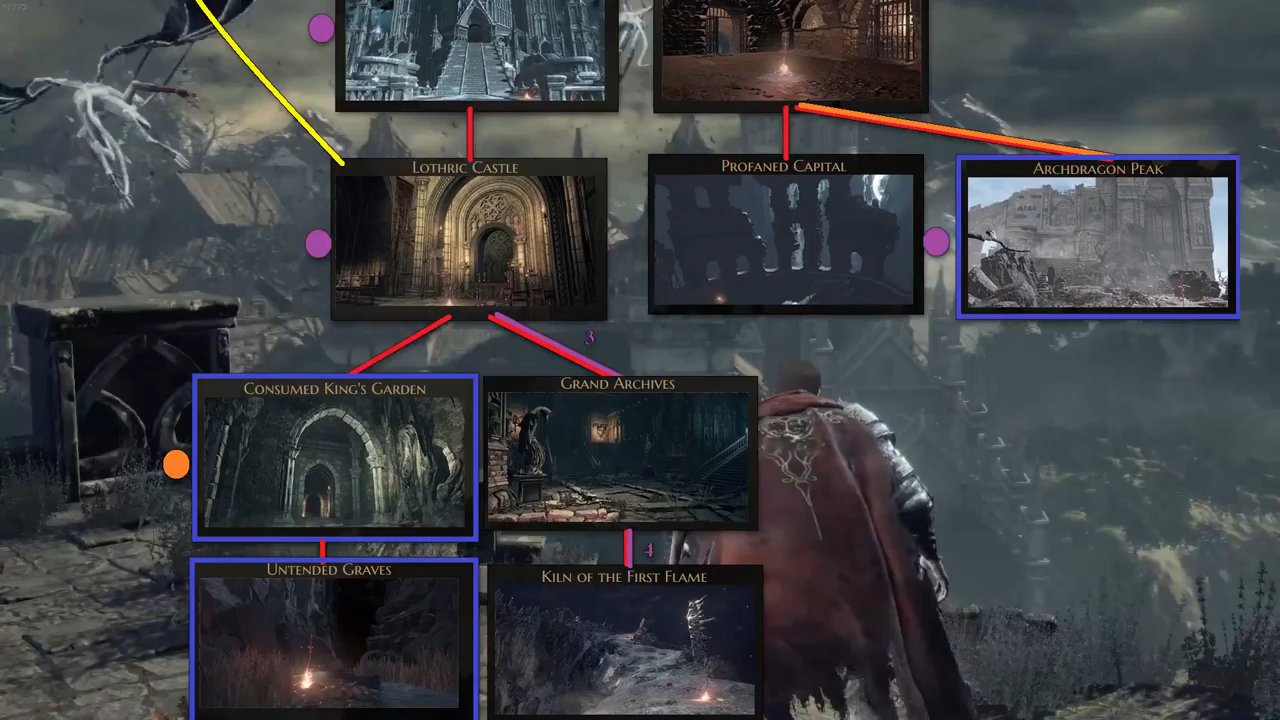 LOTHRIC CASTLE
PROFANED CAPITAL
ARCHDRAGON PEAK
3
CONSUMED KING'S GARDEN
GRAND ARCHIVES
4
UNTENDED GRAVES
KILN OF THE FIRST FLAME